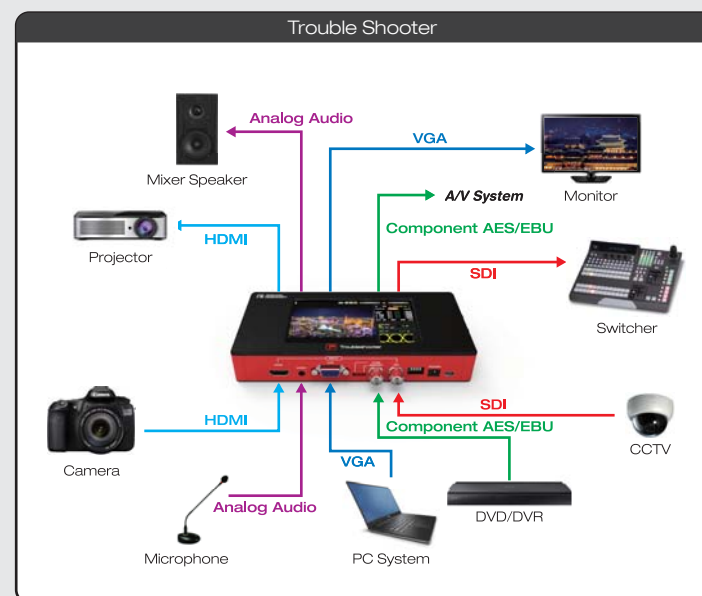 Trouble Shooter
Analog Audio
VGA
Mixer Speaker
A/V System
Monitor
Component AES/EBU
HDMI
Projector
SDI
Switcher
Troubleshooter
HDMI
SDI
Component AES/EBU
CCTV
Camera
VGA
Analog Audio
DVD/DVR
Microphone
PC System